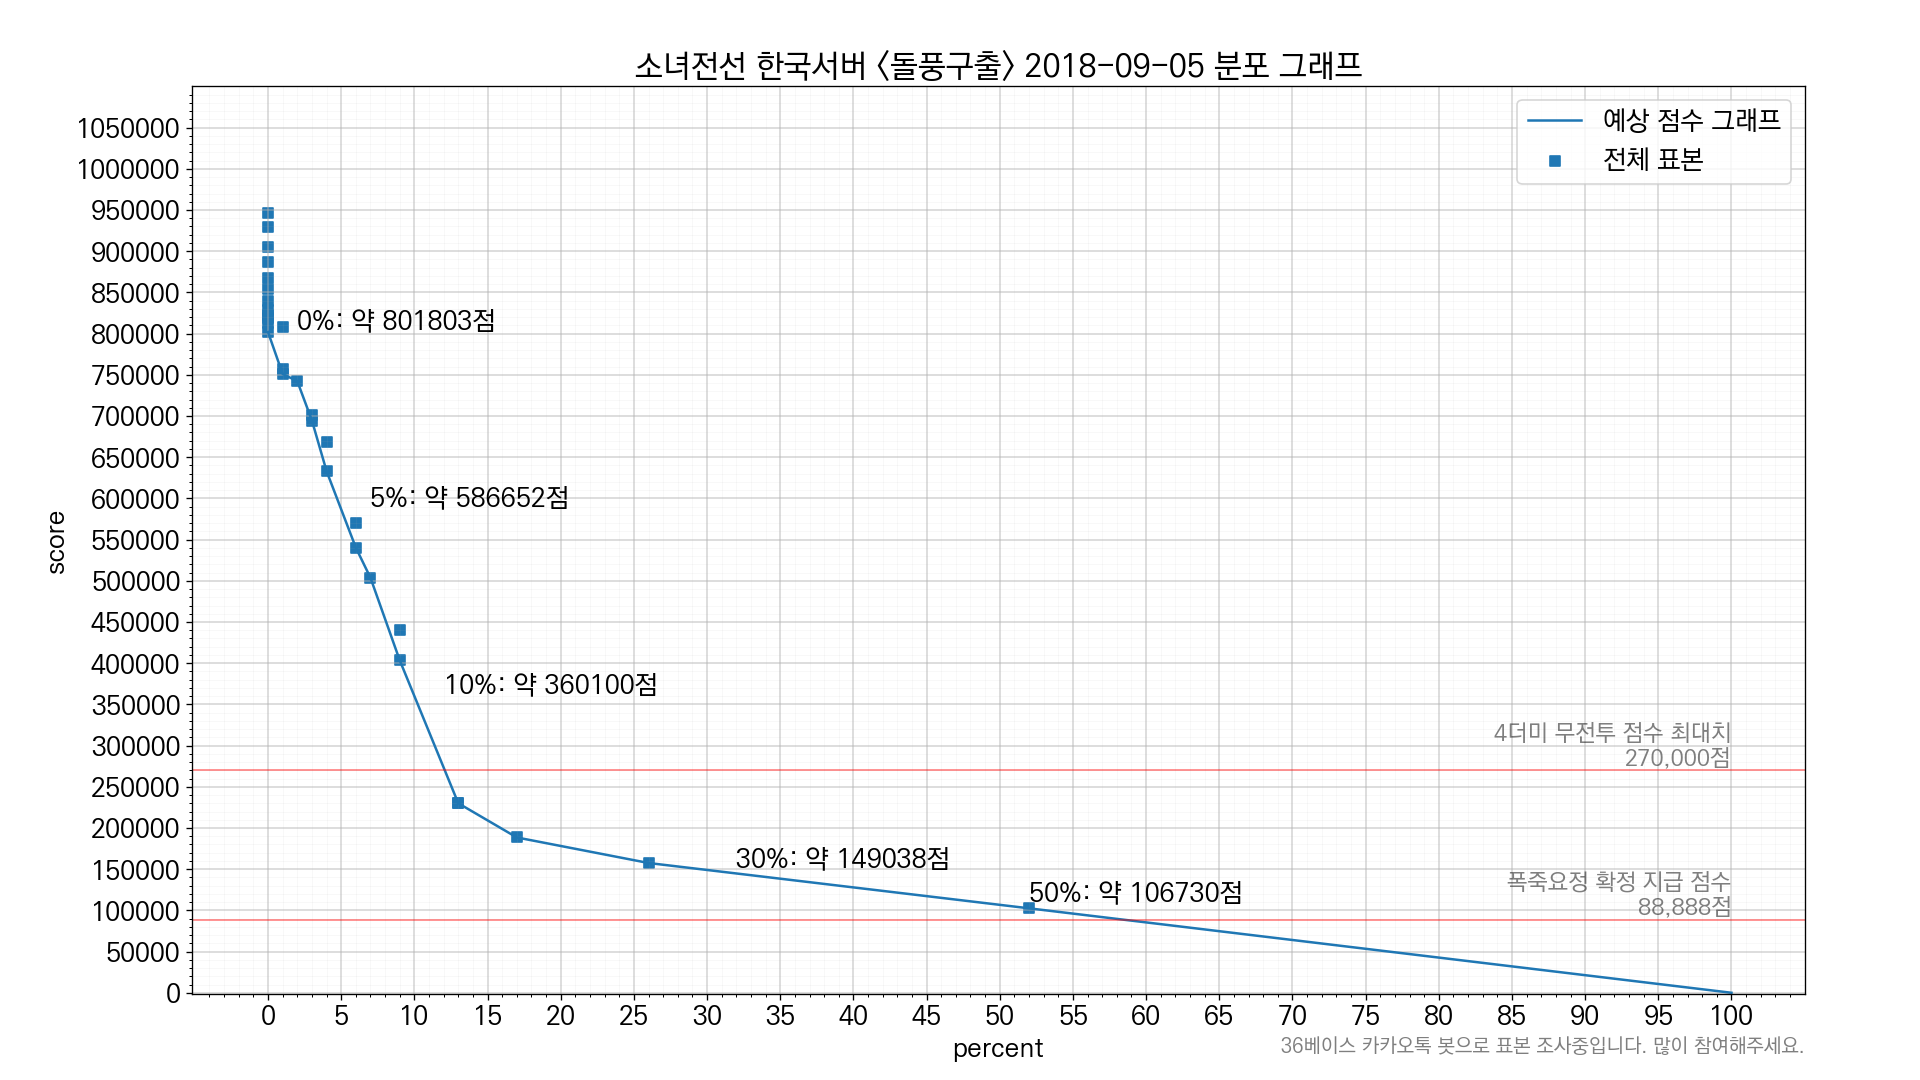 소녀전선 한국서버 〈돌풍구출〉 2018-09-05 분포 그래프
예상 점수 그래프
전체 표본
1050000
1000000
950000
900000
850000
800000
750000
700000
650000
600000
550000
500000
450000
400000
350000
300000
250000
200000
150000
100000
50000
0
score
0%: 약 801803점
5%: 약 586652점
10%: 약 360100점
30%: 약 149038점
50%: 약 106730점
4더미 무전투 점수 최대치
270,000점
폭죽요정 확정 지급 점수
88,888점
0 5 10 15 20 25 30 35 40 45 50 55 60 65 70 75 80 85 90 95 100
percent
36베이스 카카오톡 봇으로 표본 조사중입니다. 많이 참여해주세요.